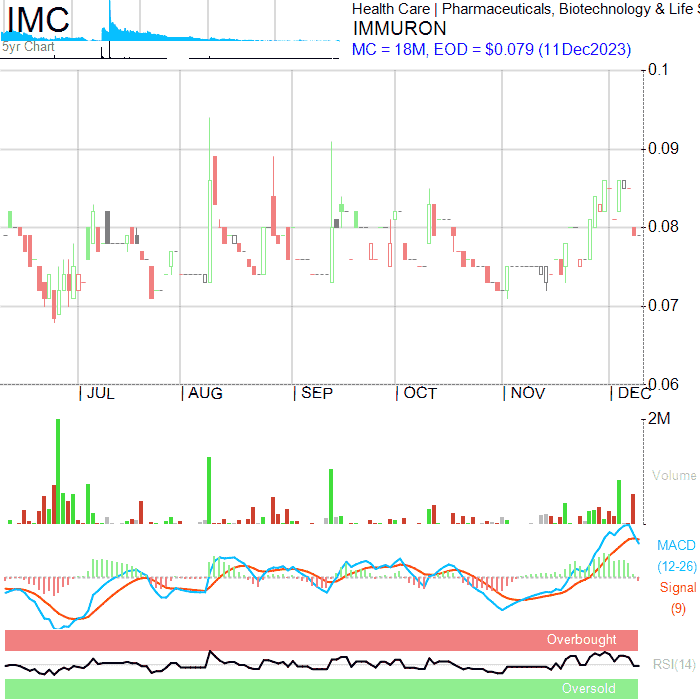 IMC
Health Care | Pharmaceuticals, Biotechnology & Life
IMMURON
5yr Chart
MC = 18M, EOD = $0.079 (11Dec2023)
0.1
0.09
0.08
0.07
0.06
JUL AUG SEP OCT NOV DEC
2M
Volume
MACD
(12-26)
Signal
(9)
Overbought
RSI(14)
Oversold